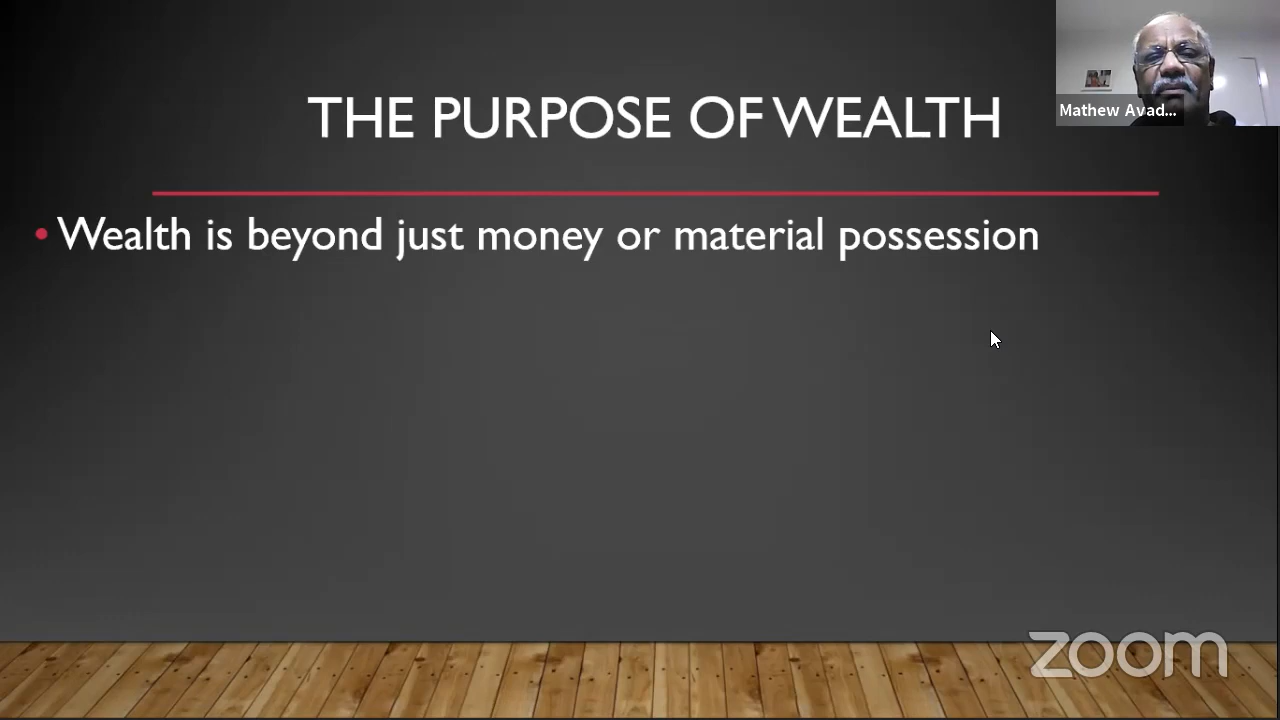 THE PURPOSE OF WEALTH
Mathew Avad...
• Wealth is beyond just money or material possession
zoom